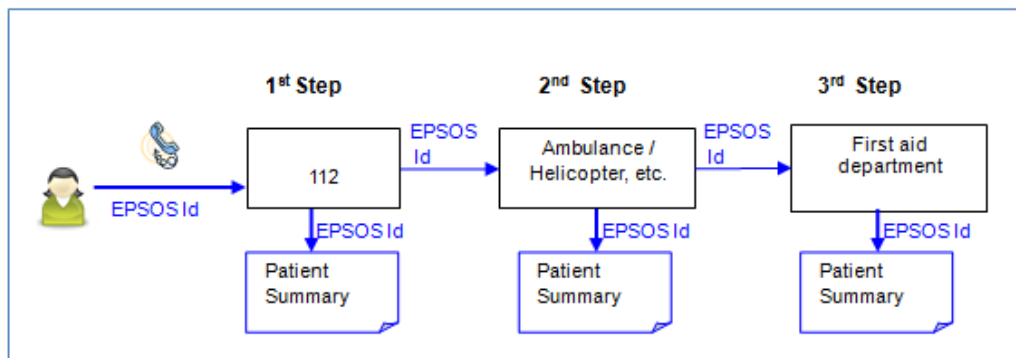 1st Step
2nd Step
3rd Step
EPSOS Id
112
EPSOS
Id
Ambulance /
Helicopter, etc.
EPSOS
Id
First aid
department
EPSOS Id
EPSOS Id
EPSOS Id
Patient
Summary
Patient
Summary
Patient
Summary